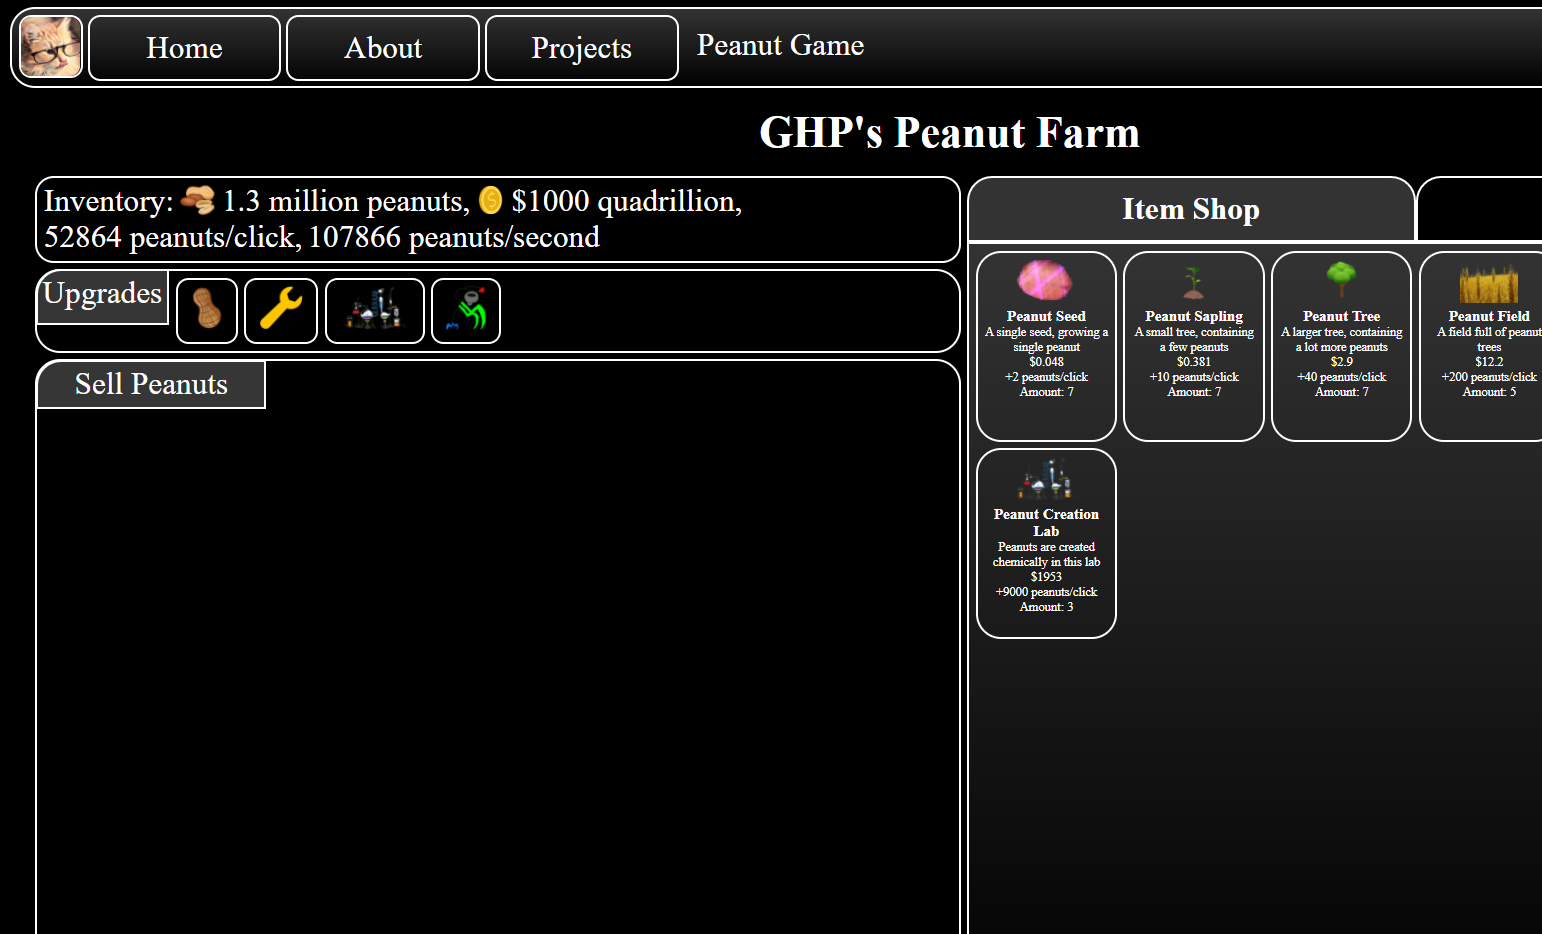 Home
About
Projects
Peanut Game
GHP's Peanut Farm
Inventory: 1.3 million peanuts, $1000 quadrillion,
52864 peanuts/click, 107866 peanuts/second
Upgrades
Sell Peanuts
Item Shop
Peanut Seed
A single seed, growing a
single peanut
$0.048
+2 peanuts/click
Amount: 7
Peanut Sapling
A small tree, containing
a few peanuts
$0.381
+10 peanuts/click
Amount: 7
Peanut Tree
A larger tree, containing
a lot more peanuts
$2.9
+40 peanuts/click
Amount: 7
Peanut Field
A field full of peanut
trees
$12.2
+200 peanuts/click
Amount: 5
Peanut Creation
Lab
Peanuts are created
chemically in this lab
$1953
+9000 peanuts/click
Amount: 3